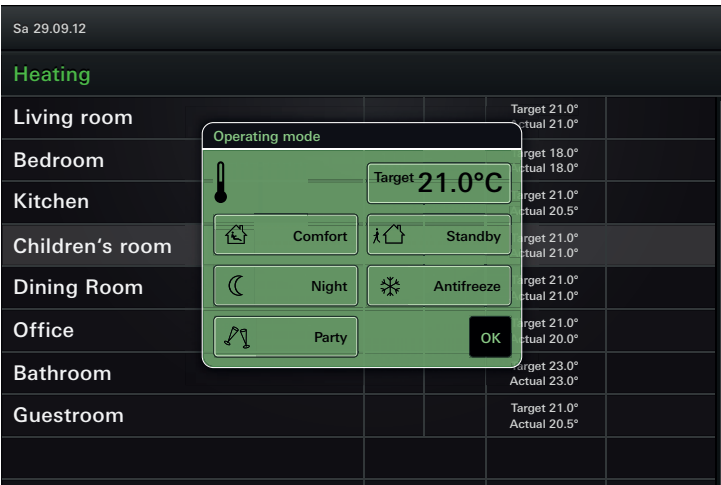 Sa 29.09.12
Heating
Living room
Target 21.0°
Actual 21.0°
Bedroom
Target 18.0°
Actual 18.0°
Kitchen
Target 21.0°
Actual 20.5°
Children‘s room
Target 21.0°
Actual 21.0°
Dining Room
Target 21.0°
Actual 21.0°
Office
Target 21.0°
Actual 20.0°
Bathroom
Target 23.0°
Actual 23.0°
Guestroom
Target 21.0°
Actual 20.5°
Operating mode
Target 21.0°C
Comfort
Standby
Night
Antifreeze
Party
OK